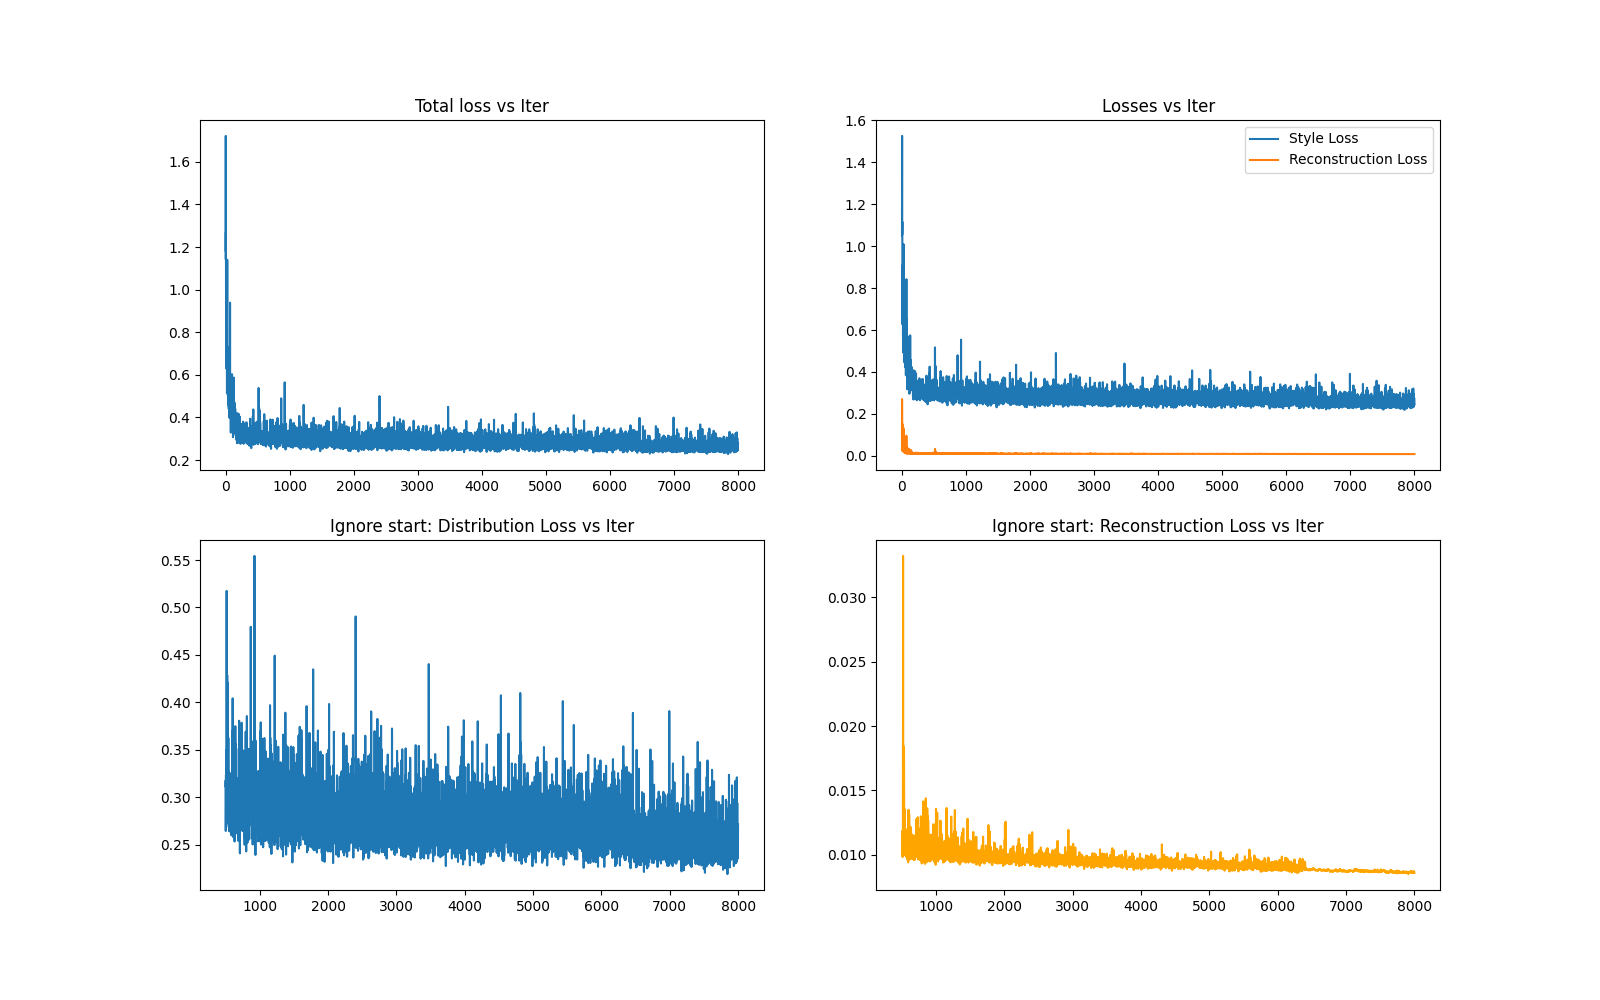 Total loss vs Iter
1.6
1.4
1.2
1.0
0.8
0.6
0.4
0.2
0 1000 2000 3000 4000 5000 6000 7000 8000
Losses vs Iter
1.6
1.4
1.2
1.0
0.8
0.6
0.4
0.2
0.0
Style Loss
Reconstruction Loss
0 1000 2000 3000 4000 5000 6000 7000 8000
Ignore start: Distribution Loss vs Iter
0.55
0.50
0.45
0.40
0.35
0.30
0.25
1000 2000 3000 4000 5000 6000 7000 8000
Ignore start: Reconstruction Loss vs Iter
0.030
0.025
0.020
0.015
0.010
1000 2000 3000 4000 5000 6000 7000 8000